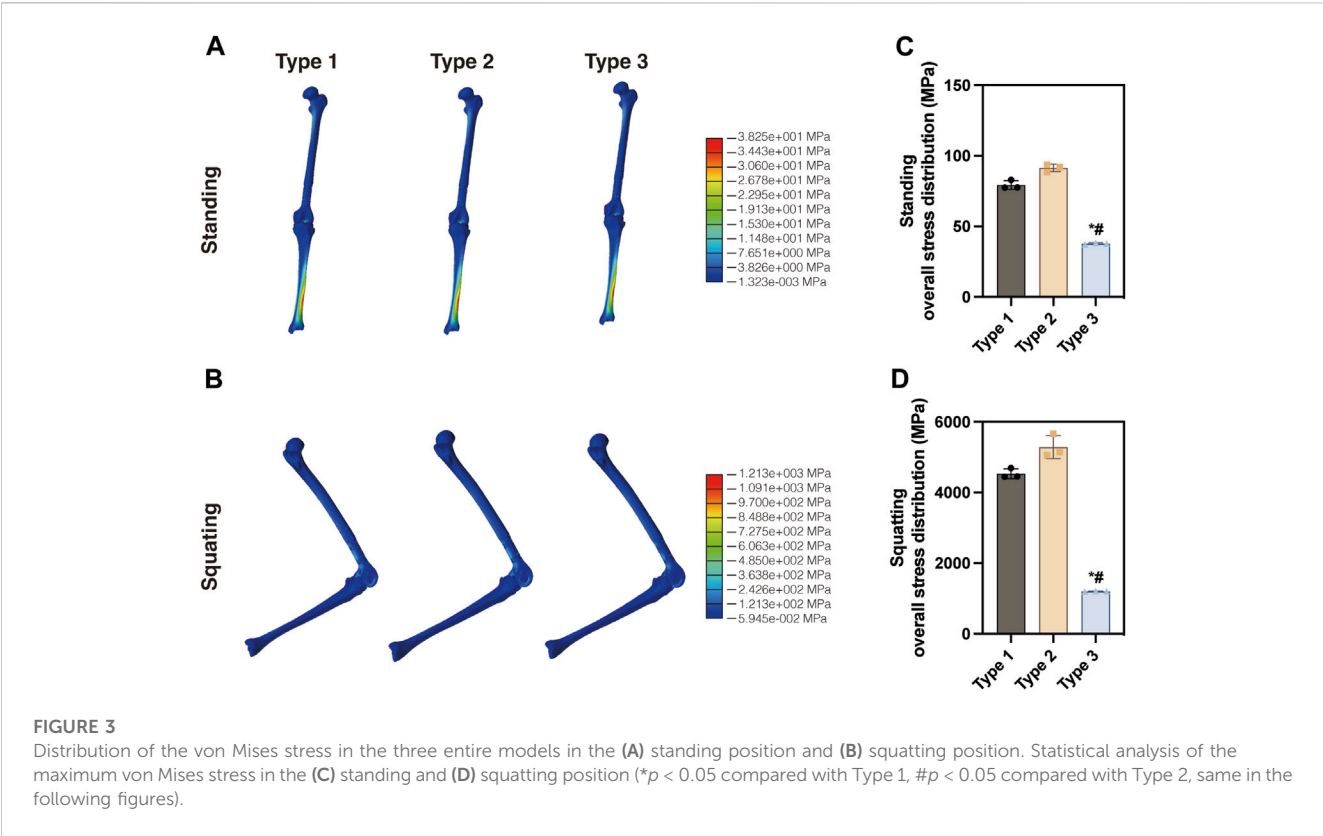 A
Type 1
Type 2
Type 3
Standing
3.825e+001 MPa
3.443e+001 MPa
3.060e+001 MPa
2.678e+001 MPa
2.295e+001 MPa
1.913e+001 MPa
1.530e+001 MPa
1.148e+001 MPa
7.651e+000 MPa
3.826e+000 MPa
1.323e-003 MPa
C
Standing
overall stress distribution (MPa)
150
100
50
0
*#
Type 1
Type 2
Type 3
B
Squating
1.213e+003 MPa
1.091e+003 MPa
9.700e+002 MPa
8.488e+002 MPa
7.275e+002 MPa
6.063e+002 MPa
4.850e+002 MPa
3.638e+002 MPa
2.426e+002 MPa
1.213e+002 MPa
5.945e-002 MPa
D
Squatting
overall stress distribution (MPa)
6000
4000
2000
0
*#
Type 1
Type 2
Type 3
FIGURE 3
Distribution of the von Mises stress in the three entire models in the (A) standing position and (B) squatting position. Statistical analysis of the
maximum von Mises stress in the (C) standing and (D) squatting position (*p < 0.05 compared with Type 1, #p < 0.05 compared with Type 2, same in the
following figures).